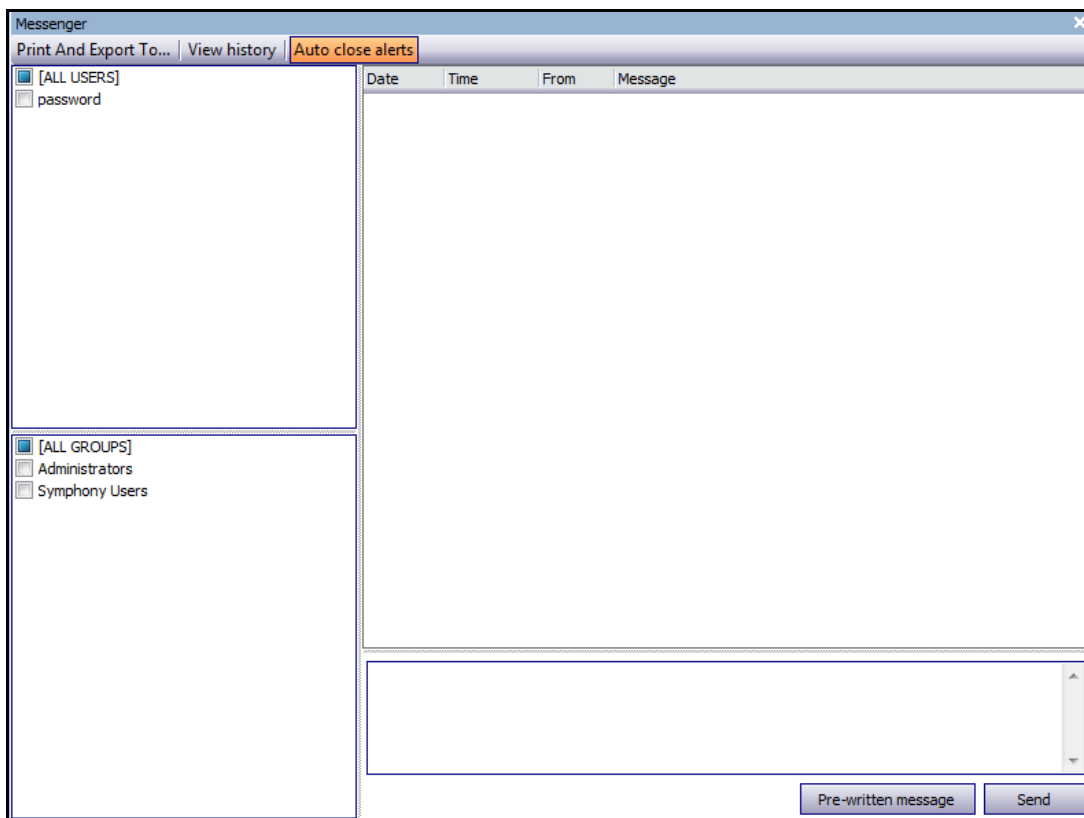 Messenger
Print And Export To... View history Auto close alerts
[ALL USERS]
password
Date Time From Message
[ALL GROUPS]
Administrators
Symphony Users
Pre-written message Send